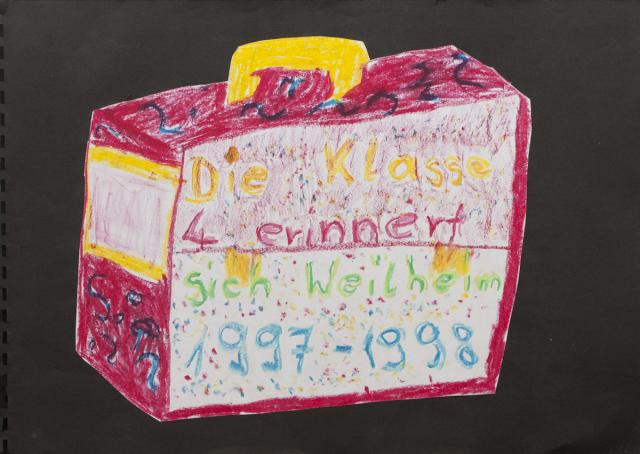 Die Klasse
4 erinnert
sich Weilheim
1997-1998